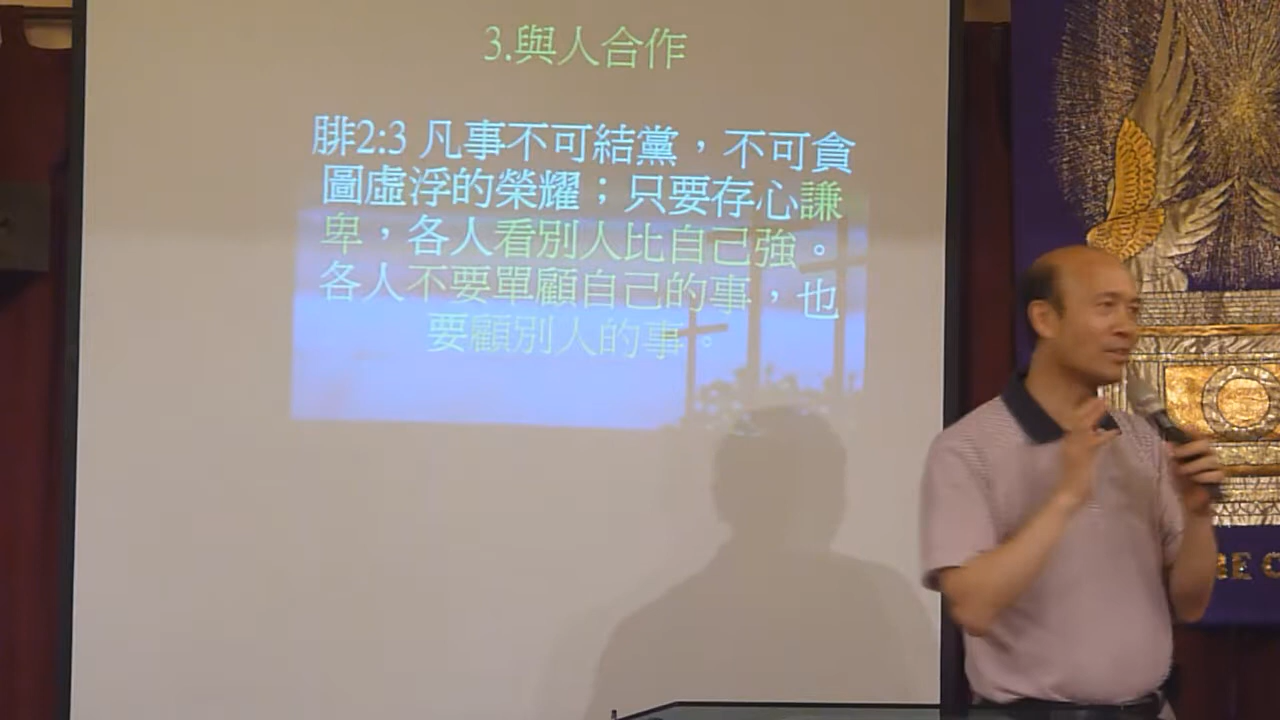 3.與人合作
腓2:3 凡事不可結黨，不可貪
圖虛浮的榮耀；只要存心謙
卑，各人看別人比自己強。
各人不要單顧自己的事，也
要顧別人的事。